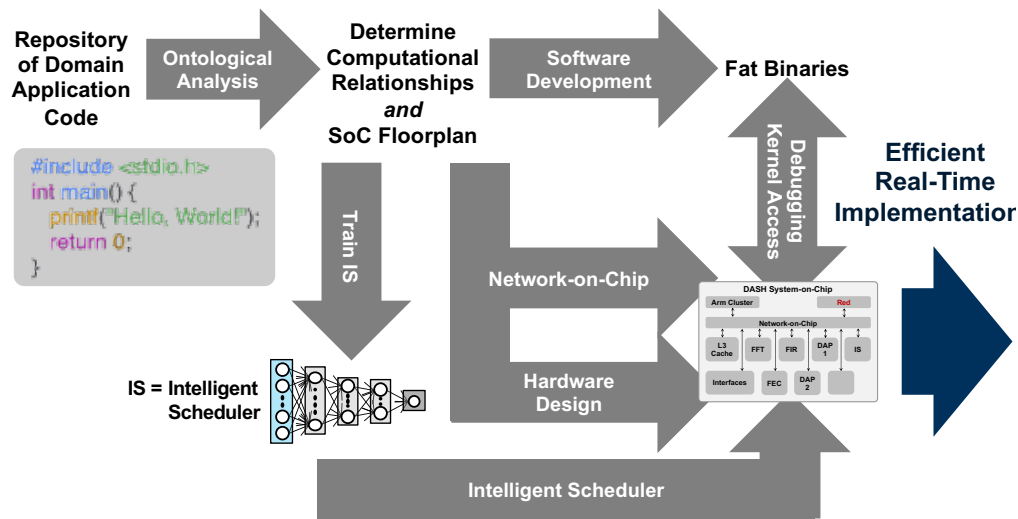 Repository
of Domain
Application
Code
Ontological
Analysis
Determine
Computational
Relationships
and
SoC Floorplan
Software
Development
Fat Binaries
#include <stdio.h>
int main() {
printf("Hello, World!");
return 0;
}
Train IS
Debugging
Kernel Access
Efficient
Real-Time
Implementation
Network-on-Chip
DASH System-on-Chip
Arm Cluster
Red
Network-on-Chip
L3
Cache
FFT
FIR
DAP
1
IS
Interfaces
FEC
DAP
2
IS = Intelligent
Scheduler
Hardware
Design
Intelligent Scheduler